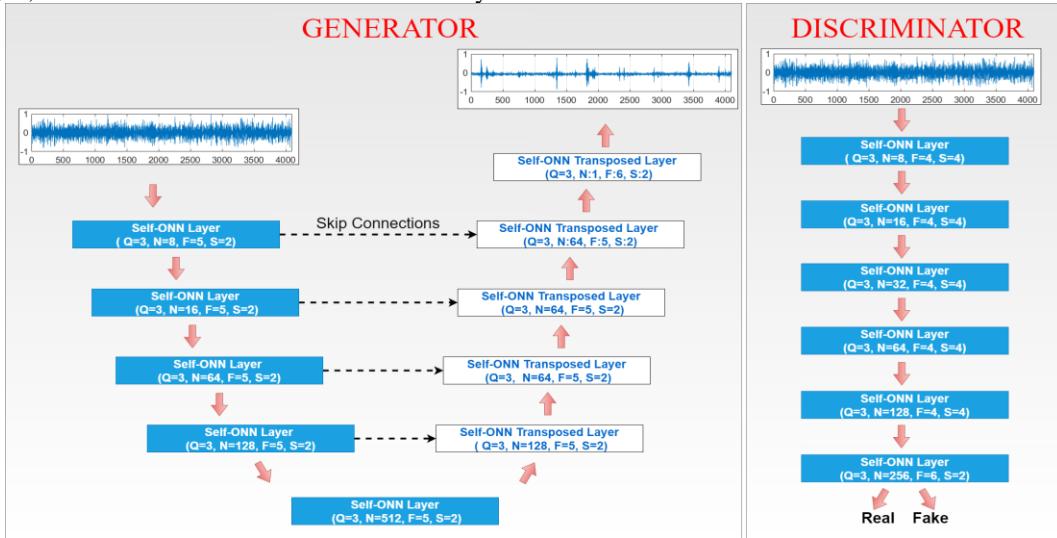 GENERATOR
1
0
-1
0 500 1000 1500 2000 2500 3000 3500 4000
1
0
-1
0 500 1000 1500 2000 2500 3000 3500 4000
Self-ONN Layer
( Q=3, N=8, F=5, S=2)
Self-ONN Layer
(Q=3, N=16, F=5, S=2)
Self-ONN Layer
(Q=3, N=64, F=5, S=2)
Self-ONN Layer
(Q=3, N=128, F=5, S=2)
Self-ONN Layer
(Q=3, N=512, F=5, S=2)
Skip Connections
Self-ONN Transposed Layer
(Q=3, N:1, F:6, S:2)
Self-ONN Transposed Layer
(Q=3, N:64, F:5, S:2)
Self-ONN Transposed Layer
(Q=3, N=64, F=5, S=2)
Self-ONN Transposed Layer
(Q=3, N=64, F=5, S=2)
Self-ONN Transposed Layer
( Q=3, N=128, F=5, S=2)
DISCRIMINATOR
1
0
-1
0 500 1000 1500 2000 2500 3000 3500 4000
Self-ONN Layer
( Q=3, N=8, F=4, S=4)
Self-ONN Layer
(Q=3, N=16, F=4, S=4)
Self-ONN Layer
(Q=3, N=32, F=4, S=4)
Self-ONN Layer
(Q=3, N=64, F=4, S=4)
Self-ONN Layer
(Q=3, N=128, F=4, S=4)
Self-ONN Layer
(Q=3, N=256, F=6, S=2)
Real Fake